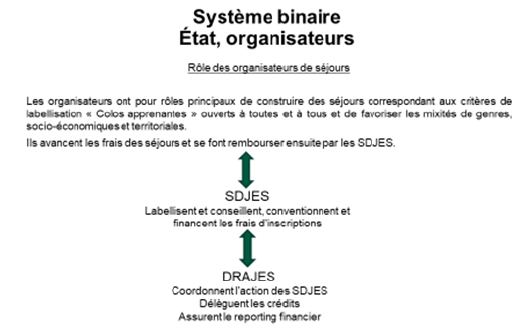 Système binaire
État, organisateurs
Rôle des organisateurs de séjours
Les organisateurs ont pour rôles principaux de construire des séjours correspondant aux critères de
labellisation « Colos apprenantes » ouverts à toutes et à tous et de favoriser les mixités de genres,
socio-économiques et territoriales.
Ils avancent les frais des séjours et se font rembourser ensuite par les SDJES.
SDJES
Labellisent et conseillent, conventionnent et
financent les frais d'inscriptions
DRAJES
Coordonnent l'action des SDJES
Délèguent les crédits
Assurent le reporting financier